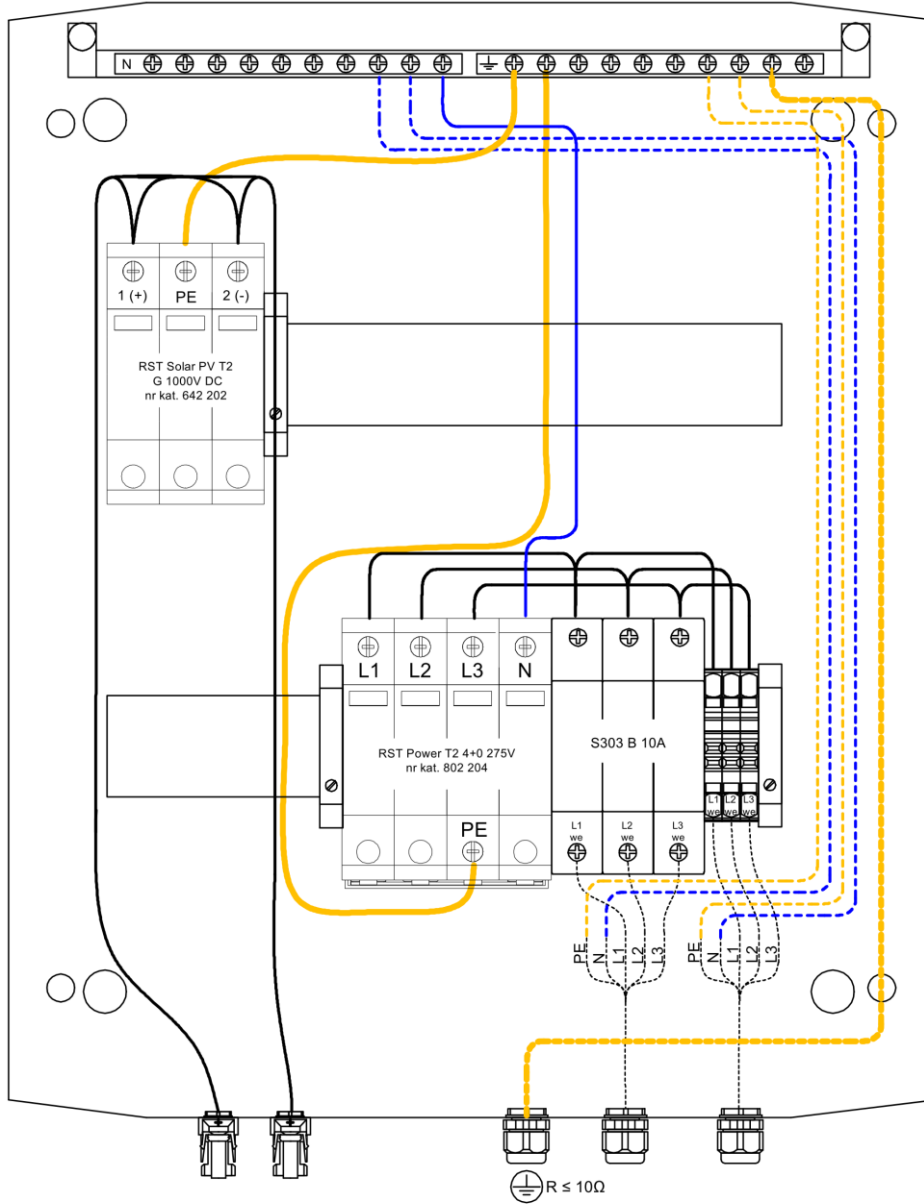 N
1 (+) PE 2 (-)
RST Solar PV T2
G 1000V DC
nr kat. 642 202
L1 L2 L3 N
RST Power T2 4+0 275V
nr kat. 802 204
PE
S303 B 10A
L1 we
L2 we
L3 we
L1 we
L2 we
L3 we
PE N L1 L2 L3
PE N L1 L2 L3
R ≤ 10Ω